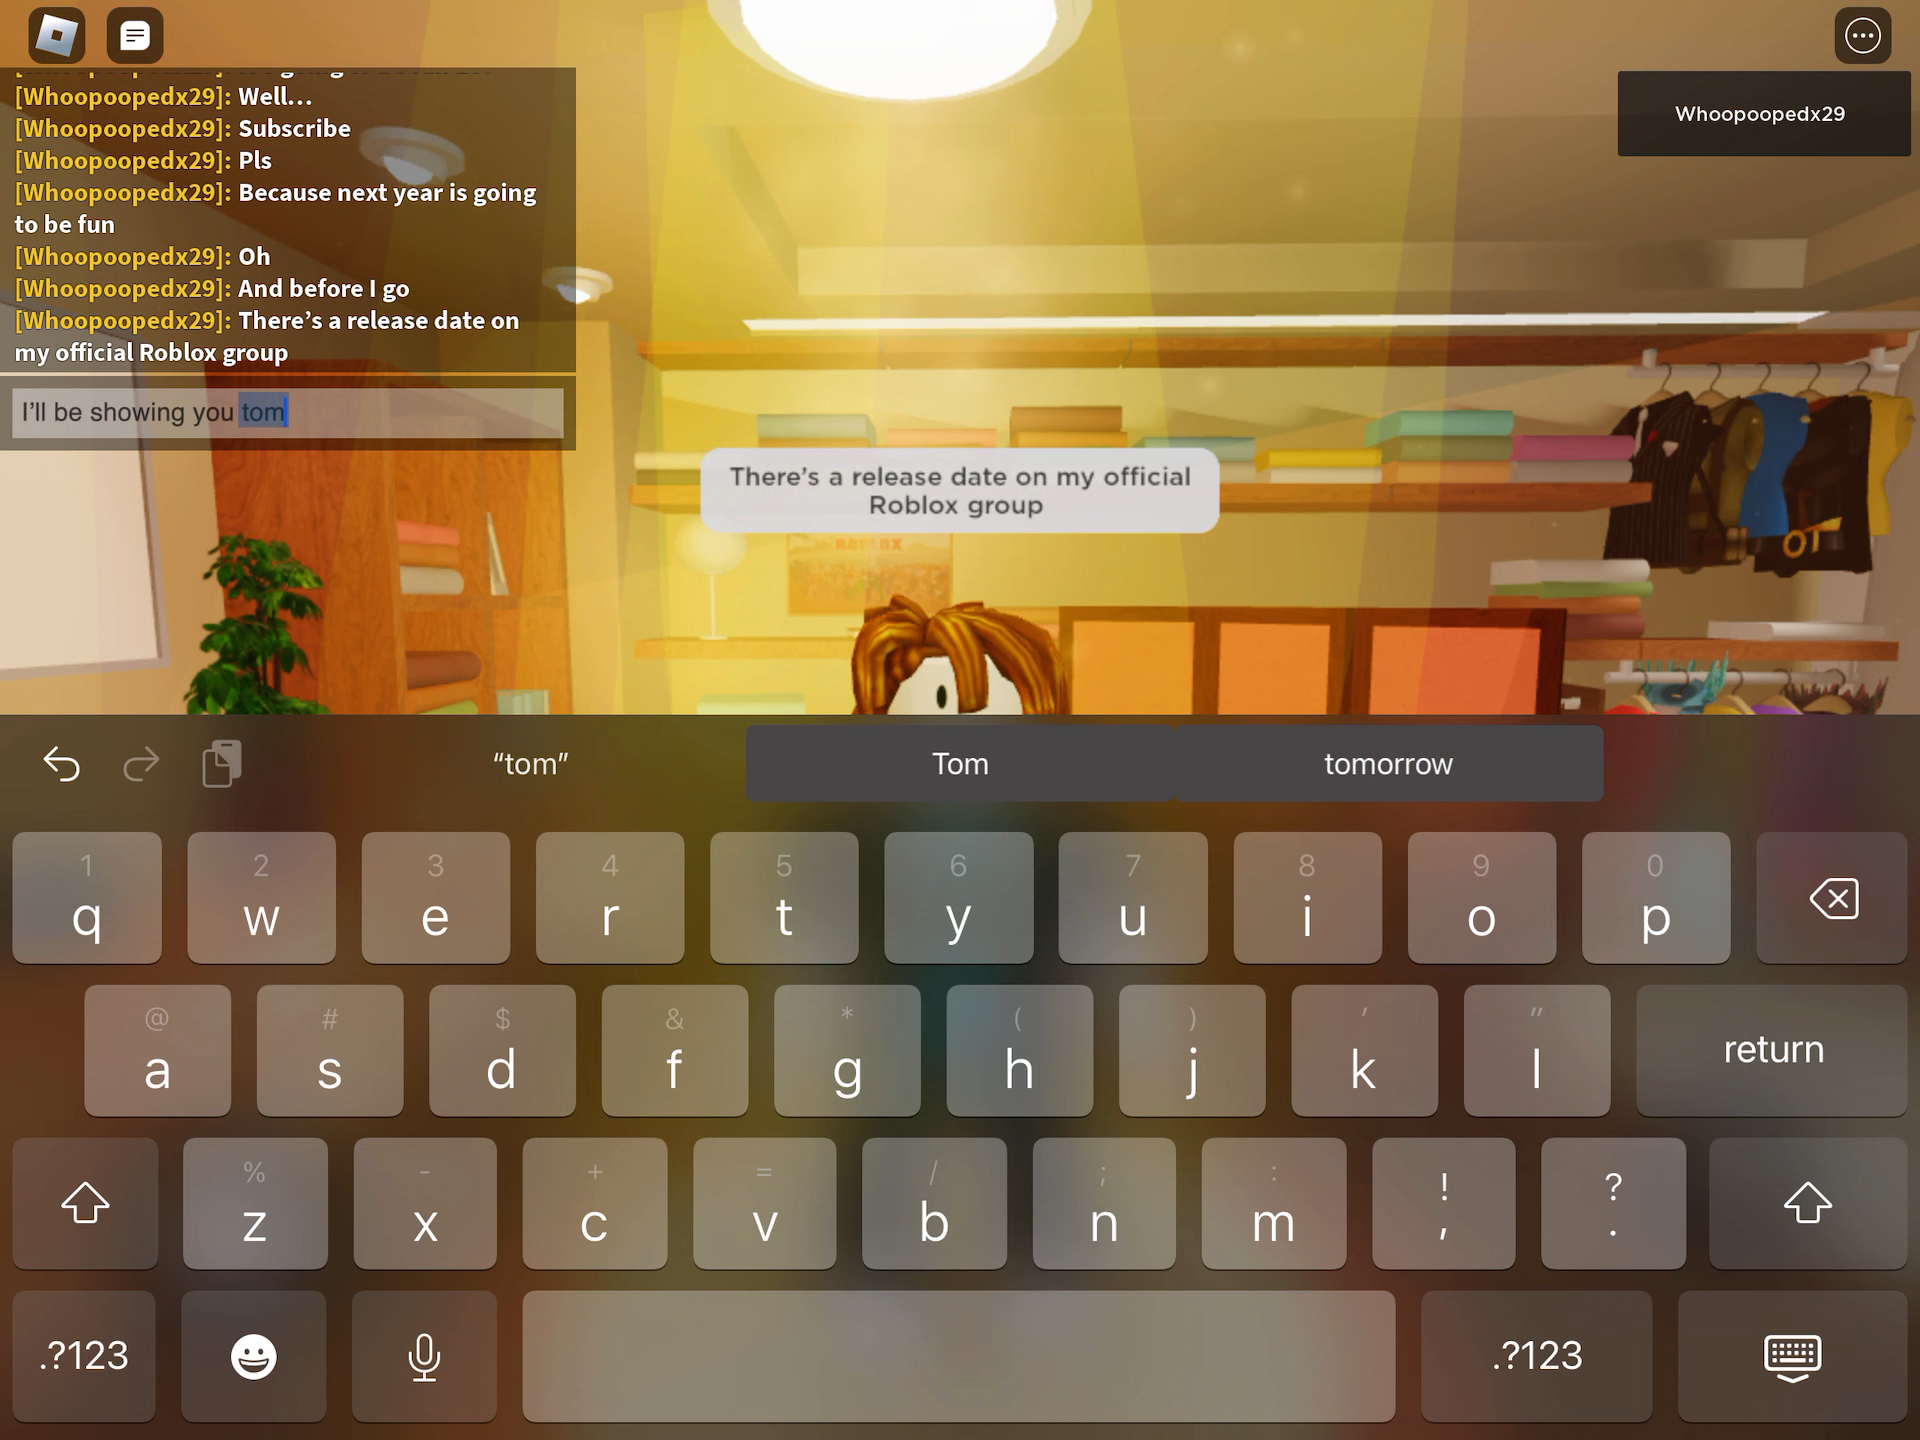 [Whoopoopedx29]: Well...
[Whoopoopedx29]: Subscribe
[Whoopoopedx29]: Pls
[Whoopoopedx29]: Because next year is going
to be fun
[Whoopoopedx29]: Oh
[Whoopoopedx29]: And before I go
[Whoopoopedx29]: There’s a release date on
my official Roblox group
I’ll be showing you tom
Whoopoopedx29
There’s a release date on my official
Roblox group
ROBLOX
“tom” Tom tomorrow
1 2 3 4 5 6 7 8 9 0
q w e r t y u i o p
@ # $ & * ( ) ’ ”
a s d f g h j k l return
% - + = / ; : ! ?
z x c v b n m , .
.?123 .?123